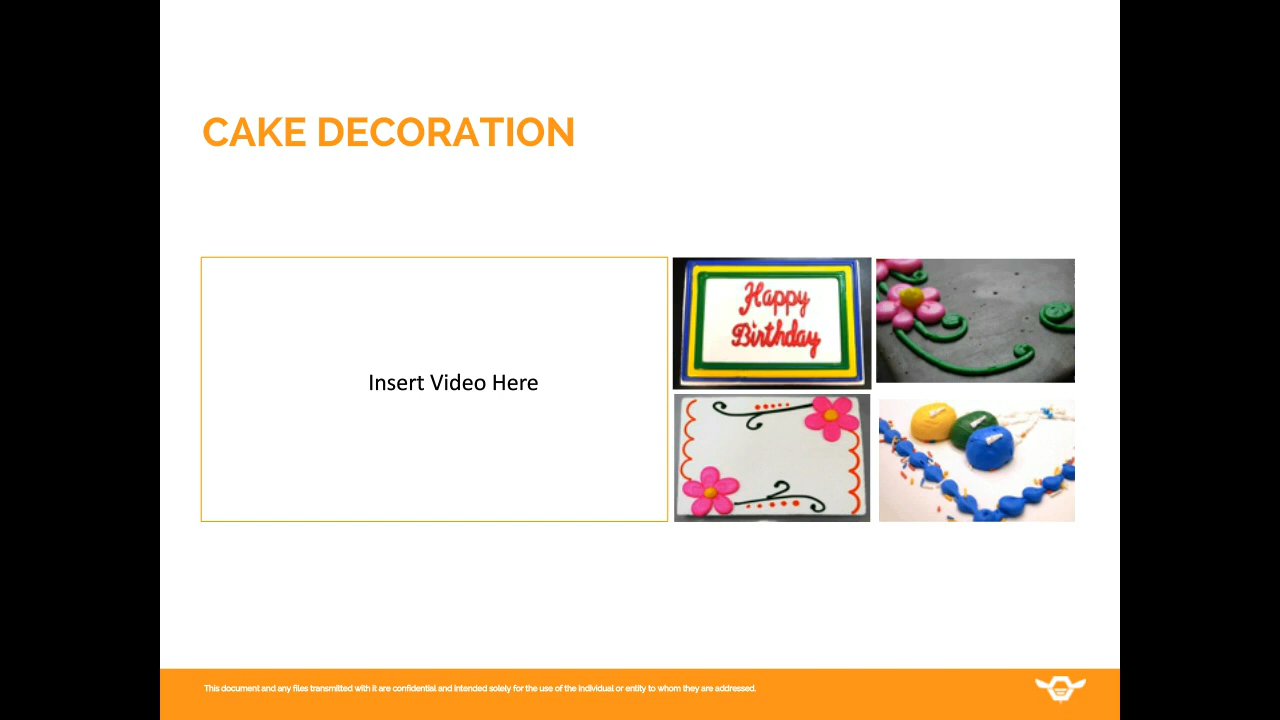 CAKE DECORATION
Insert Video Here
Happy
Birthday
This document and any files transmitted with it are confidential and intended solely for the use of the individual or entity to whom they are addressed.